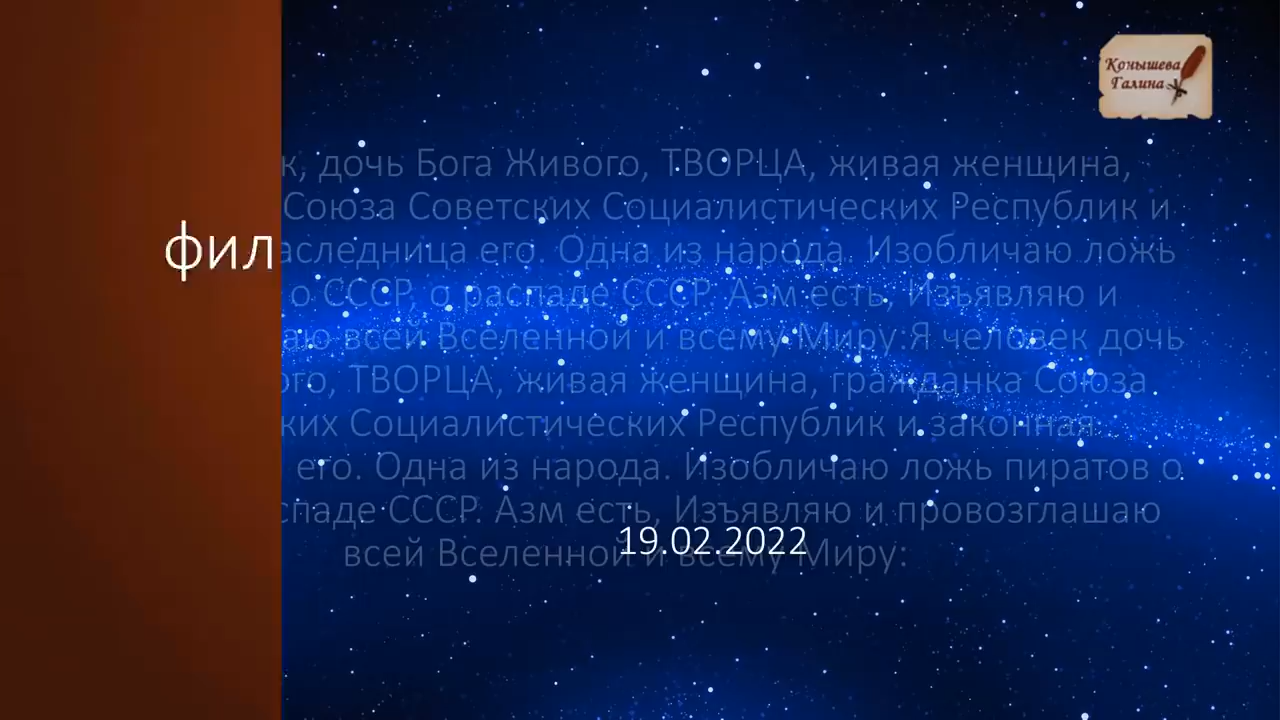 Конышева
Галина
к, дочь Бога Живого, ТВОРЦА, живая женщина,
Союза Советских Социалистических Республик и
фил
аследница его. Одна из народа. Изобличаю ложь
о СССР, о распаде СССР. Азм есть, Изъявляю и
аю всей Вселенной и всему Миру:Я человек дочь
ого, ТВОРЦА, живая женщина, гражданка Союза
ких Социалистических Республик и законная
его. Одна из народа. Изобличаю ложь пиратов о
спаде СССР. Азм есть, Изъявляю и провозглашаю
19.02.2022
всей Вселенной и всему Миру: